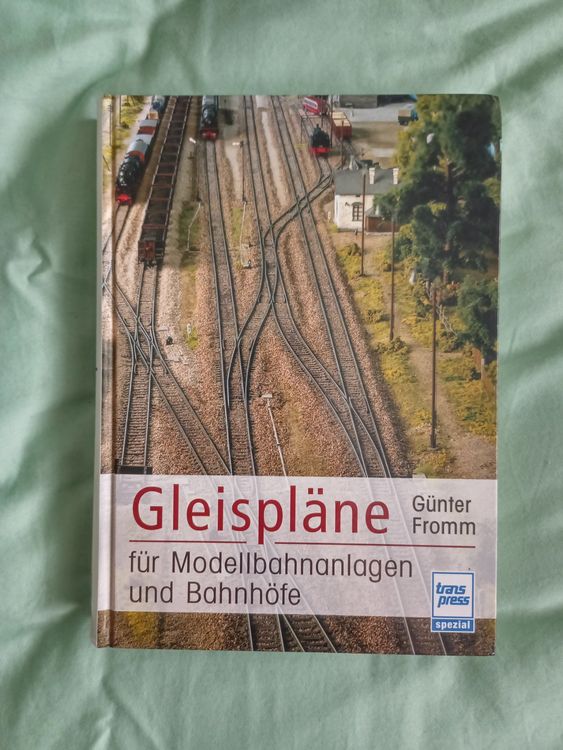 Gleispläne
Günter
Fromm
für Modellbahnanlagen
und Bahnhöfe
trans
press
spezial